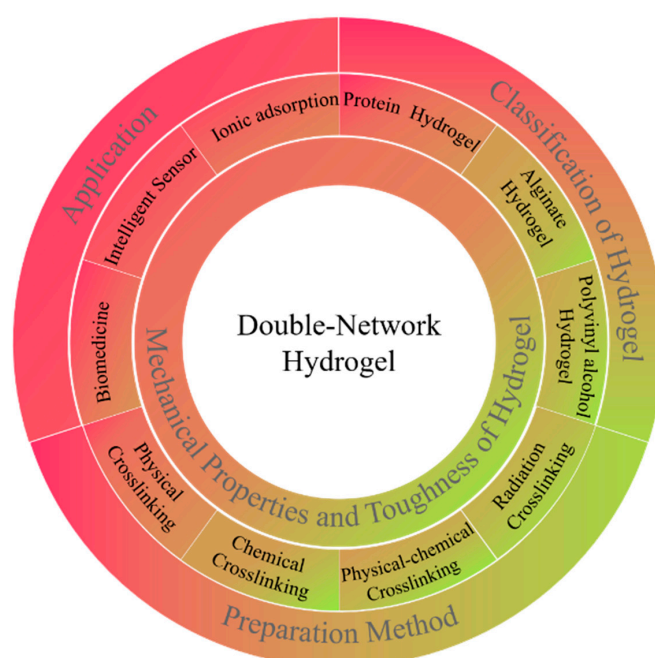 Double-Network
Hydrogel
Mechanical Properties and Toughness of Hydrogel
Classification of Hydrogel
Protein Hydrogel
Alginate
Hydrogel
Polyvinyl alcohol
Hydrogel
Preparation Method
Radiation
Crosslinking
Physical-chemical
Crosslinking
Chemical
Crosslinking
Physical
Crosslinking
Application
Biomedicine
Intelligent Sensor
Ionic adsorption